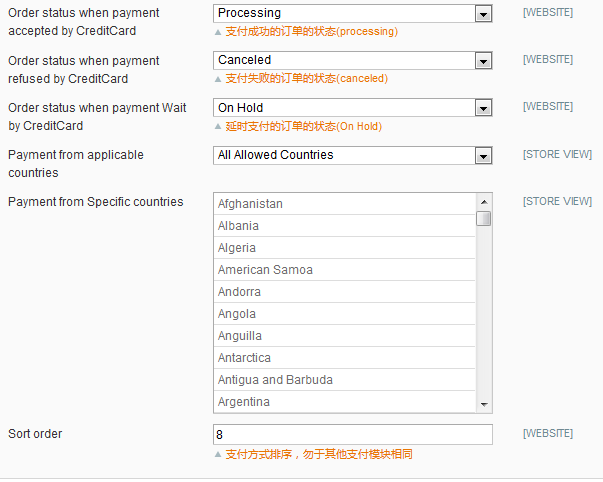 Order status when payment Processing [WEBSITE]
accepted by CreditCard
支付成功的订单的状态(processing)
Order status when payment Canceled [WEBSITE]
refused by CreditCard
支付失败的订单的状态(canceled)
Order status when payment Wait On Hold [WEBSITE]
by CreditCard
延时支付的订单的状态(On Hold)
Payment from applicable All Allowed Countries [STORE VIEW]
countries
Payment from Specific countries [STORE VIEW]
Afghanistan
Albania
Algeria
American Samoa
Andorra
Angola
Anguilla
Antarctica
Antigua and Barbuda
Argentina
Sort order 8 [WEBSITE]
支付方式排序，勿于其他支付模块相同